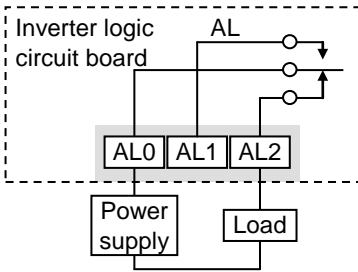 Inverter logic
circuit board
AL
AL0
AL1
AL2
Power
supply
Load